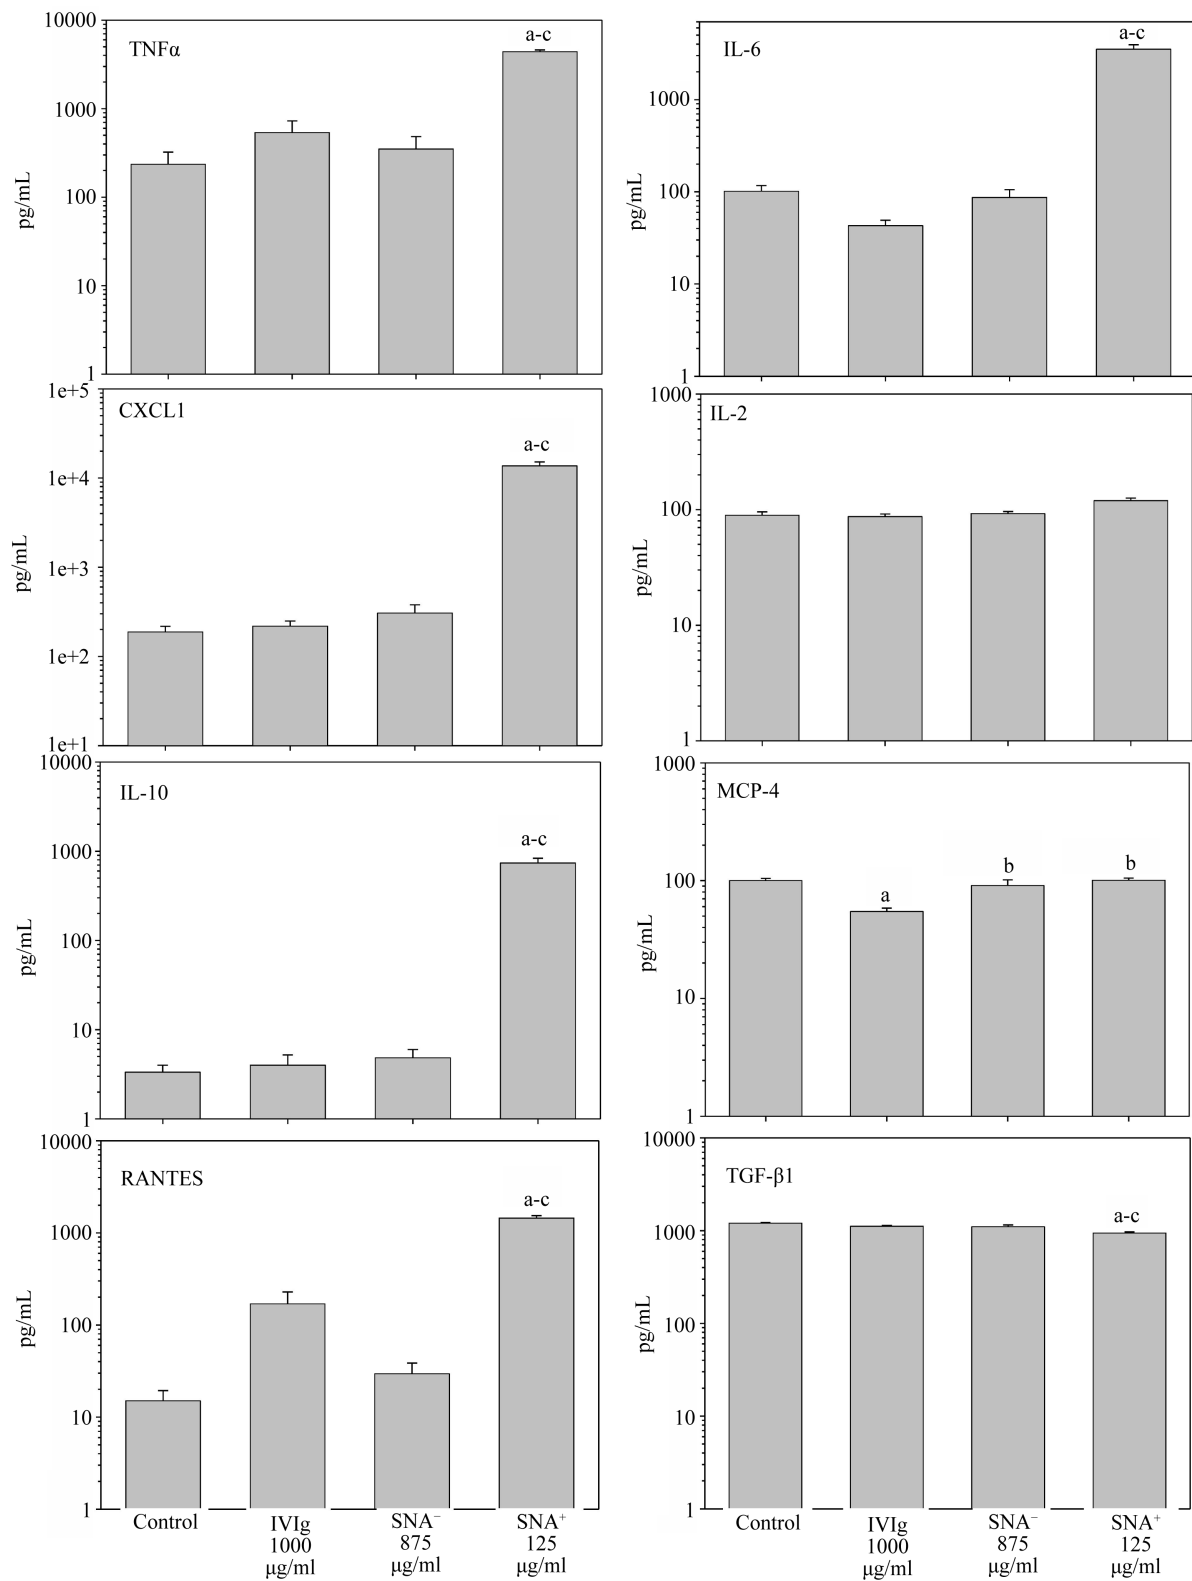 TNFα
a-c
10000
1000
100
10
1
pg/mL
IL-6
a-c
1000
100
10
1
pg/mL
CXCL1
a-c
1e+5
1e+4
1e+3
1e+2
1e+1
pg/mL
IL-2
1000
100
10
1
pg/mL
IL-10
a-c
10000
1000
100
10
1
pg/mL
MCP-4
a
b
b
1000
100
10
1
pg/mL
RANTES
a-c
10000
1000
100
10
1
pg/mL
Control
IVIg
1000
μg/ml
SNA⁻
875
μg/ml
SNA⁺
125
μg/ml
TGF-β1
a-c
10000
1000
100
10
1
pg/mL
Control
IVIg
1000
μg/ml
SNA⁻
875
μg/ml
SNA⁺
125
μg/ml